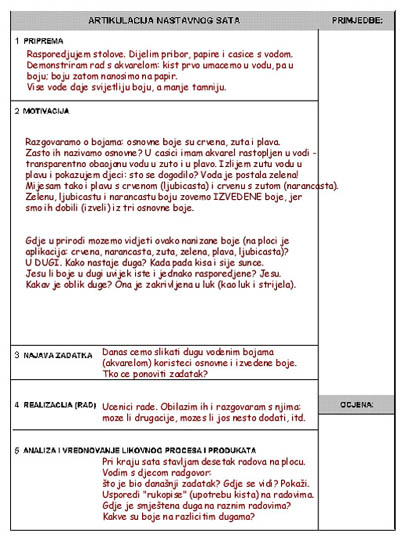 ARTIKULACIJA NASTAVNOG SATA
PRIMJEDBE:
1 PRIPREMA
Rasporedjujem stolove. Dijelim pribor, papire i casice s vodom.
Demonstriram rad s akvarelom: kist prvo umacemo u vodu, pa u
boju; boju zatom nanosimo na papir.
Vise vode daje svijetliju boju, a manje tamniju.
2 MOTIVACIJA
Razgovaramo o bojama: osnovne boje su crvena, zuta i plava.
Zasto ih nazivamo osnovne? U casici imam akvarel rastopljen u vodi -
transparentno obaojanu vodu u zuto i u plavo. Izlijem zutu vodu u
plavu i pokazujem djeci: sto se dogodilo? Voda je postala zelena!
Mijesam tako i plavu s crvenom (ljubicasta) i crvenu s zutom (narancasta).
Zelenu, ljubicastu i narancastu boju zovemo IZVEDENE boje, jer
smo ih dobili (izveli) iz tri osnovne boje.
Gdje u prirodi mozemo vidjeti ovako nanizane boje (na ploci je
aplikacija: crvena, narancasta, zuta, zelena, plava, ljubicasta)?
U DUGI. Kako nastaje duga? Kada pada kisa i sije sunce.
Jesu li boje u dugi uvijek iste i jednako rasporedjene? Jesu.
Kakav je oblik duge? Ona je zakrivljena u luk (kao luk i strijela).
3 NAJAVA ZADATKA
Danas cemo slikati dugu vodenim bojama
(akvarelom) koristeci osnovne i izvedene boje.
Tko ce ponoviti zadatak?
4 REALIZACIJA (RAD)
Ucenici rade. Obilazim ih i razgovaram s njima:
moze li drugacije, mozes li jos nesto dodati, itd.
OCJENA:
5 ANALIZA I VREDNOVANJE LIKOVNOG PROCESA I PRODUKATA
Pri kraju sata stavljam desetak radova na plocu.
Vodim s djecom radgovor:
što je bio današnji zadatak? Gdje se vidi? Pokaži.
Usporedi "rukopise" (upotrebu kista) na radovima.
Gdje je smještena duga na raznim radovima?
Kakve su boje na razlicitim dugama?